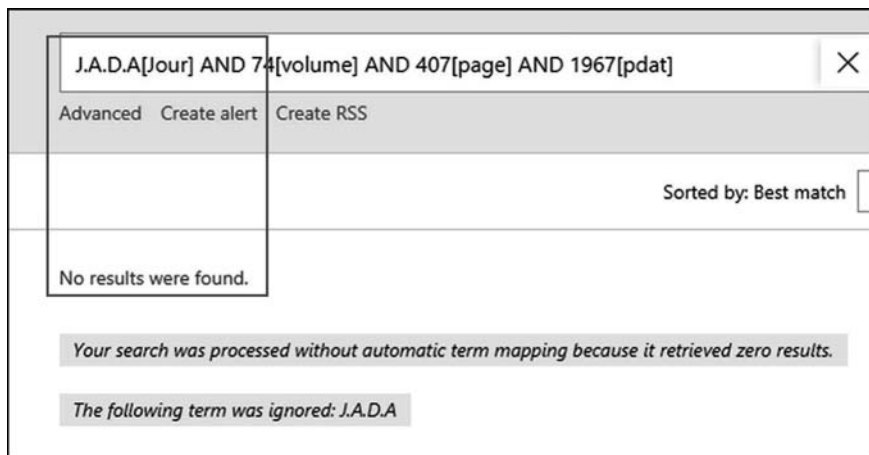 J.A.D.A[Jour] AND 74[volume] AND 407[page] AND 1967[pdat]
Advanced Create alert Create RSS
Sorted by: Best match
No results were found.
Your search was processed without automatic term mapping because it retrieved zero results.
The following term was ignored: J.A.D.A